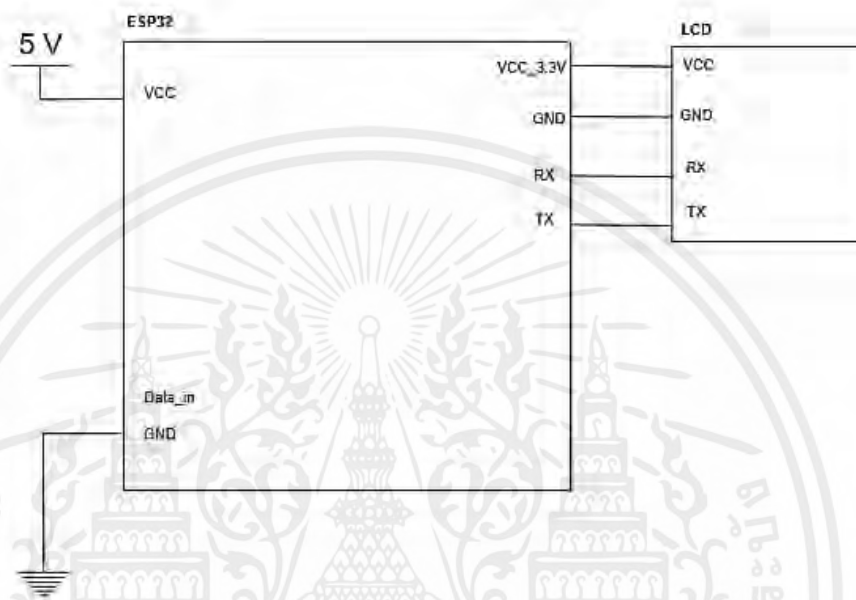 ESP32
LCD
5 V
VCC
VCC_3.3V
VCC
GND
GND
RX
RX
TX
TX
Data_in
GND